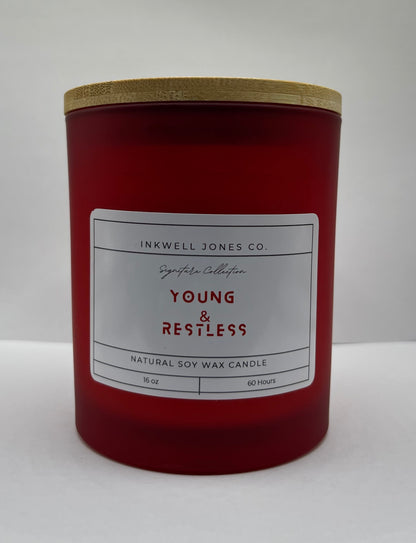 INKWELL JONES CO.
Signature Collection
YOUNG
&
RESTLESS
NATURAL SOY WAX CANDLE
16 oz 60 Hours